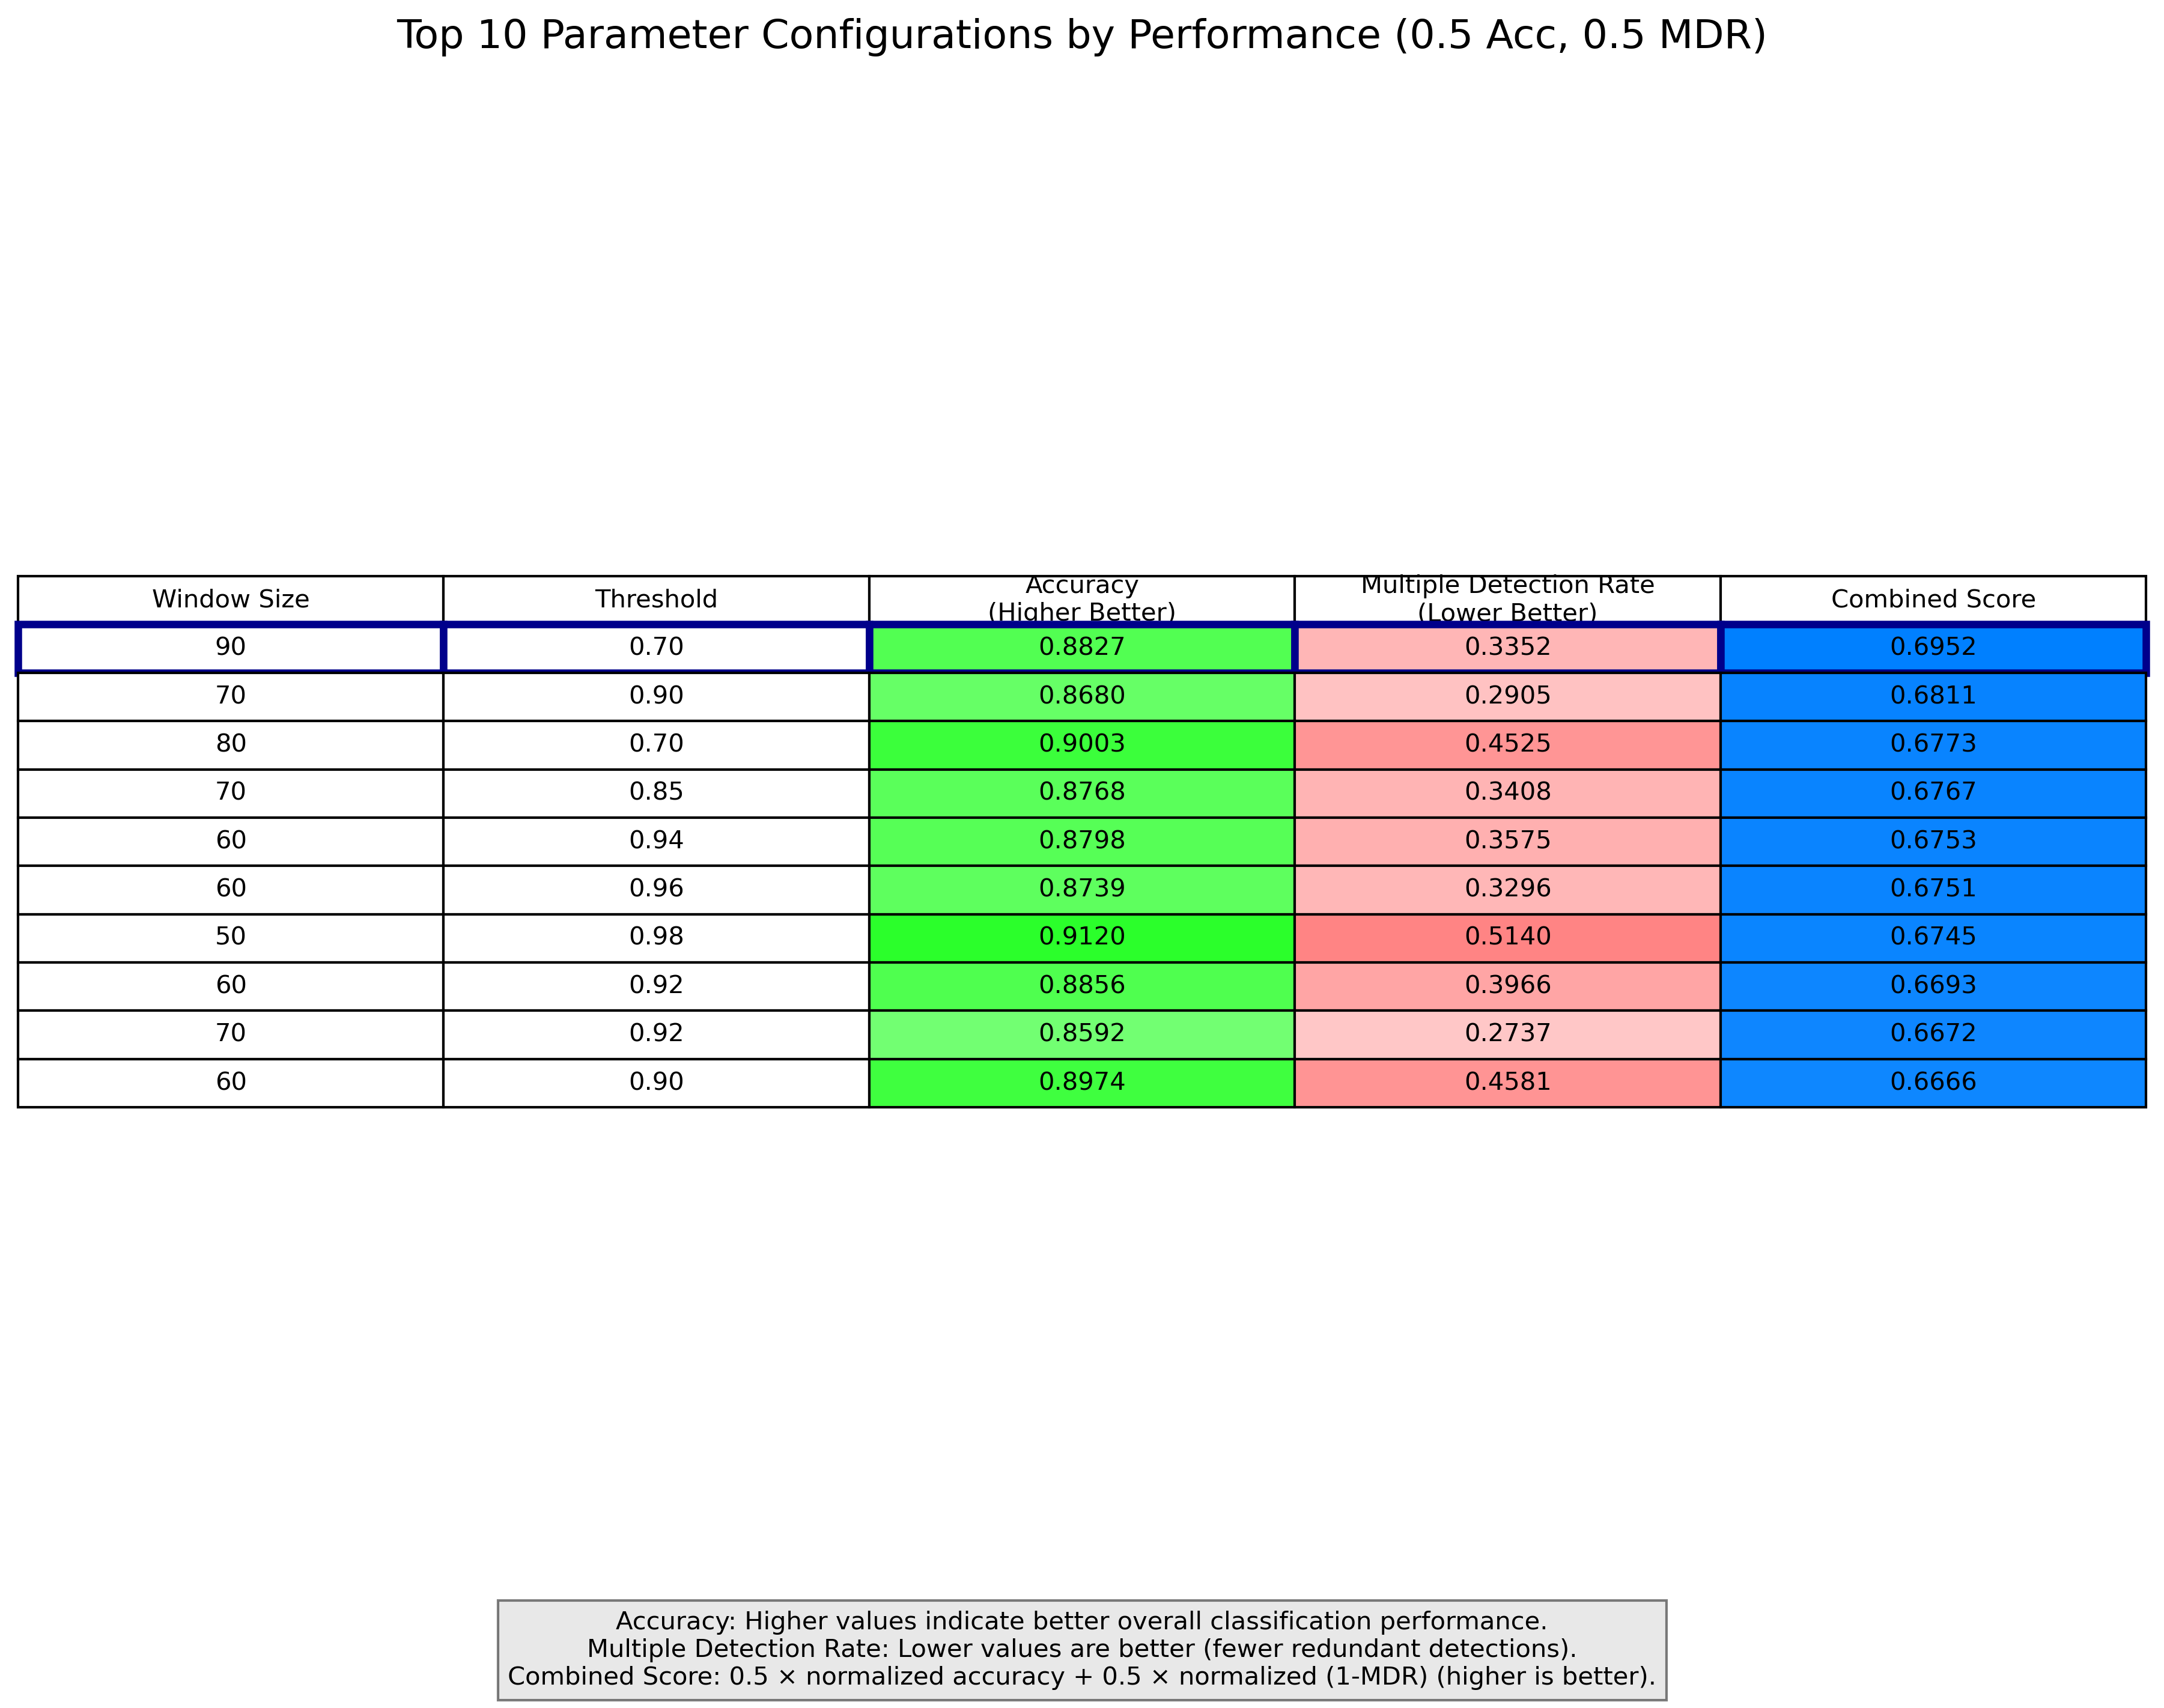 Top 10 Parameter Configurations by Performance (0.5 Acc, 0.5 MDR)
Window Size Threshold Accuracy (Higher Better) Multiple Detection Rate (Lower Better) Combined Score
90 0.70 0.8827 0.3352 0.6952
70 0.90 0.8680 0.2905 0.6811
80 0.70 0.9003 0.4525 0.6773
70 0.85 0.8768 0.3408 0.6767
60 0.94 0.8798 0.3575 0.6753
60 0.96 0.8739 0.3296 0.6751
50 0.98 0.9120 0.5140 0.6745
60 0.92 0.8856 0.3966 0.6693
70 0.92 0.8592 0.2737 0.6672
60 0.90 0.8974 0.4581 0.6666
Accuracy: Higher values indicate better overall classification performance.
Multiple Detection Rate: Lower values are better (fewer redundant detections).
Combined Score: 0.5 × normalized accuracy + 0.5 × normalized (1-MDR) (higher is better).